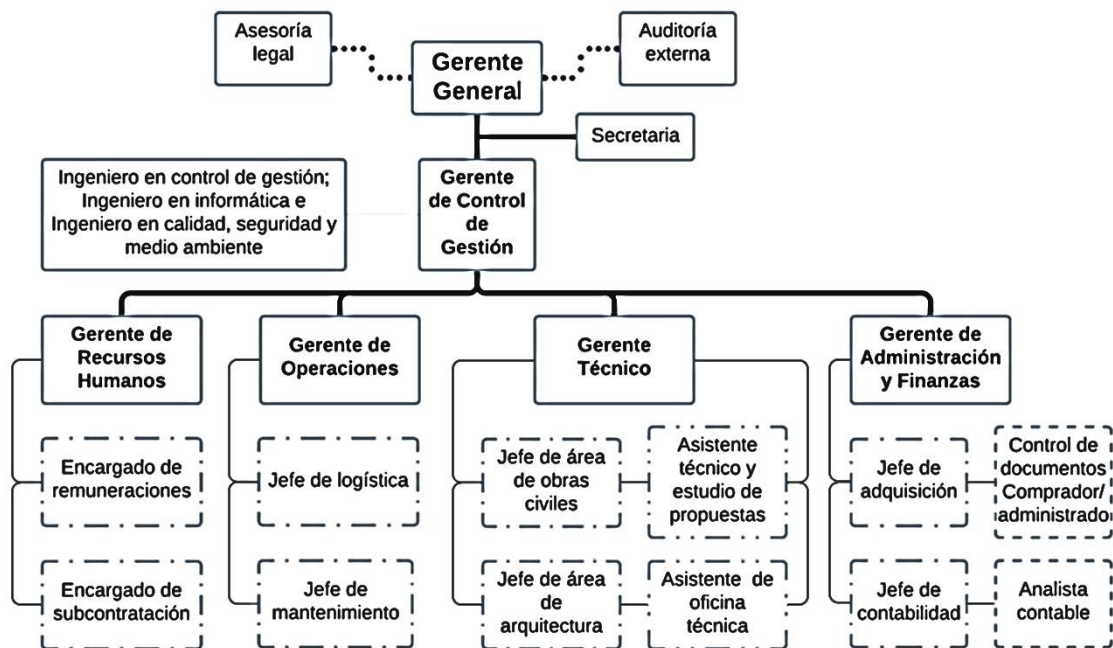 Asesoría
legal
Auditoría
externa
Gerente
General
Secretaria
Ingeniero en control de gestión;
Ingeniero en informática e
Ingeniero en calidad, seguridad y
medio ambiente
Gerente
de Control
de
Gestión
Gerente de
Recursos
Humanos
Gerente de
Operaciones
Gerente
Técnico
Gerente de
Administración
y Finanzas
Encargado de
remuneraciones
Jefe de logística
Jefe de área
de obras
civiles
Asistente
técnico y
estudio de
propuestas
Jefe de
adquisición
Control de
documentos
Comprador/
administrado
Encargado de
subcontratación
Jefe de
mantenimiento
Jefe de área
de
arquitectura
Asistente de
oficina
técnica
Jefe de
contabilidad
Analista
contable